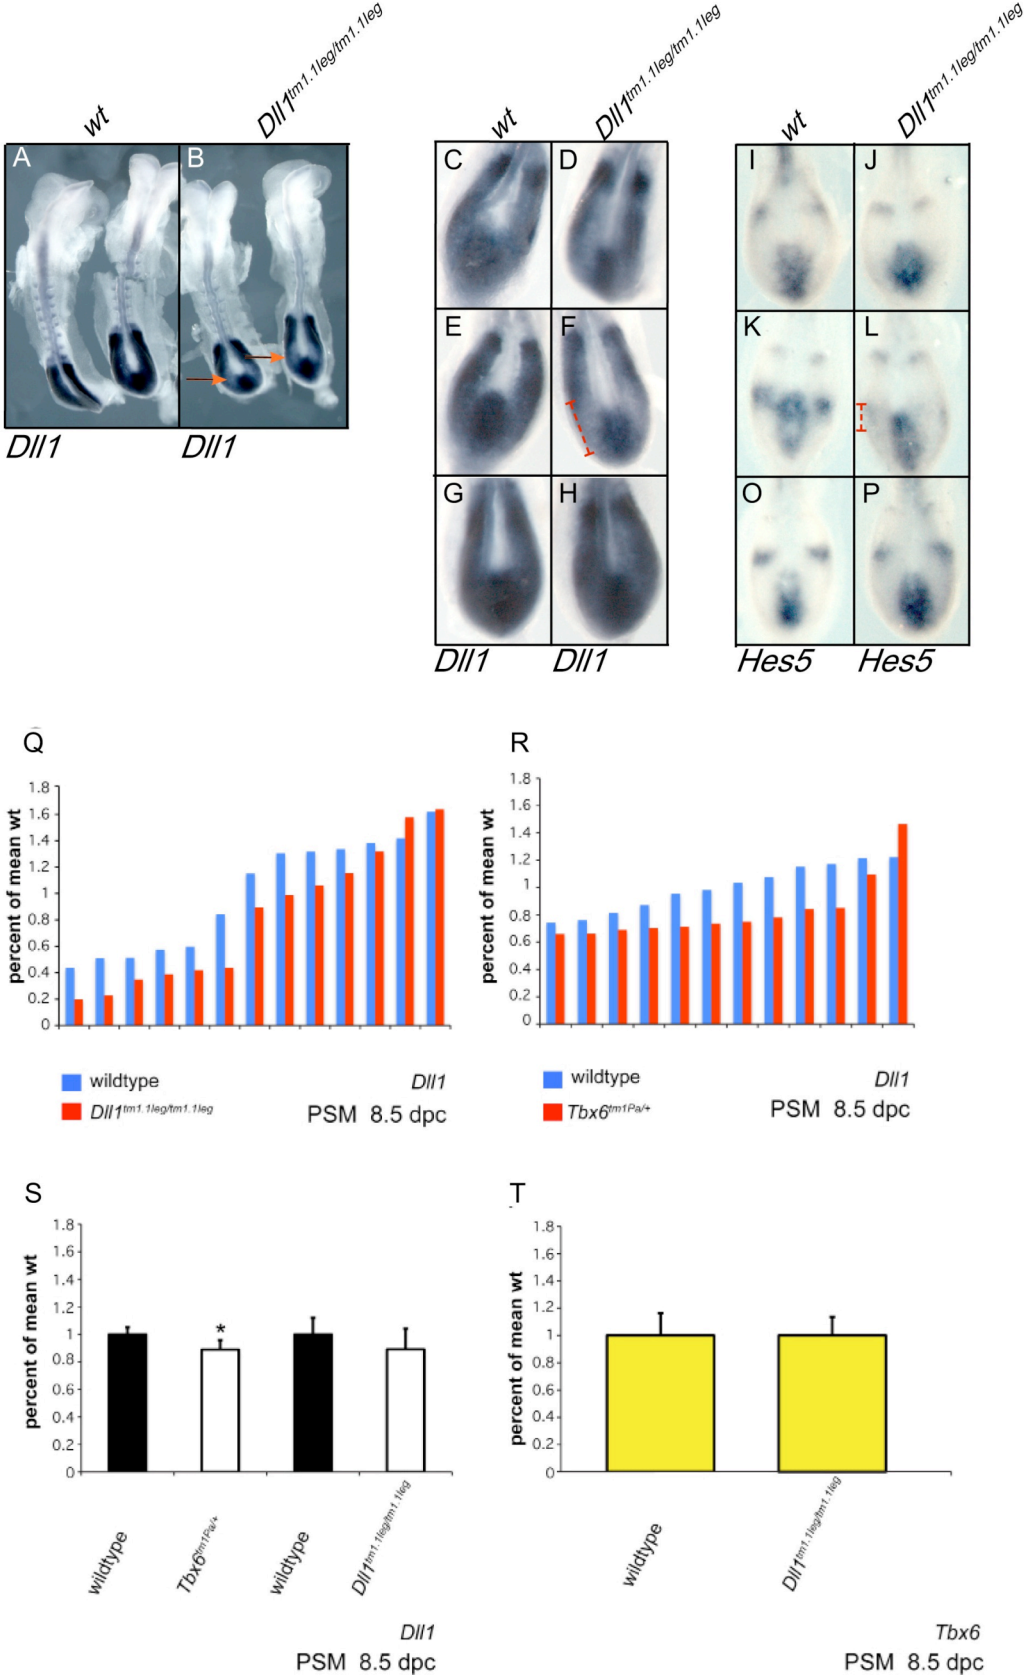 wt
Dll1tm1.1leg/tm1.1leg
wt
Dll1tm1.1leg/tm1.1leg
wt
Dll1tm1.1leg/tm1.1leg
A
B
C
D
I
J
E
F
K
L
G
H
O
P
Dll1
Dll1
Dll1
Dll1
Hes5
Hes5
Q
percent of mean wt
1.8
1.6
1.4
1.2
1
0.8
0.6
0.4
0.2
0
wildtype
Dll1tm1.1leg/tm1.1leg
Dll1
PSM 8.5 dpc
R
percent of mean wt
1.8
1.6
1.4
1.2
1
0.8
0.6
0.4
0.2
0
wildtype
Tbx6tm1Pa/+
Dll1
PSM 8.5 dpc
S
percent of mean wt
1.8
1.6
1.4
1.2
1
0.8
0.6
0.4
0.2
0
*
wildtype
Tbx6tm1Pa/+
wildtype
Dll1tm1.1leg/tm1.1leg
Dll1
PSM 8.5 dpc
T
percent of mean wt
1.8
1.6
1.4
1.2
1
0.8
0.6
0.4
0.2
0
wildtype
Dll1tm1.1leg/tm1.1leg
Tbx6
PSM 8.5 dpc